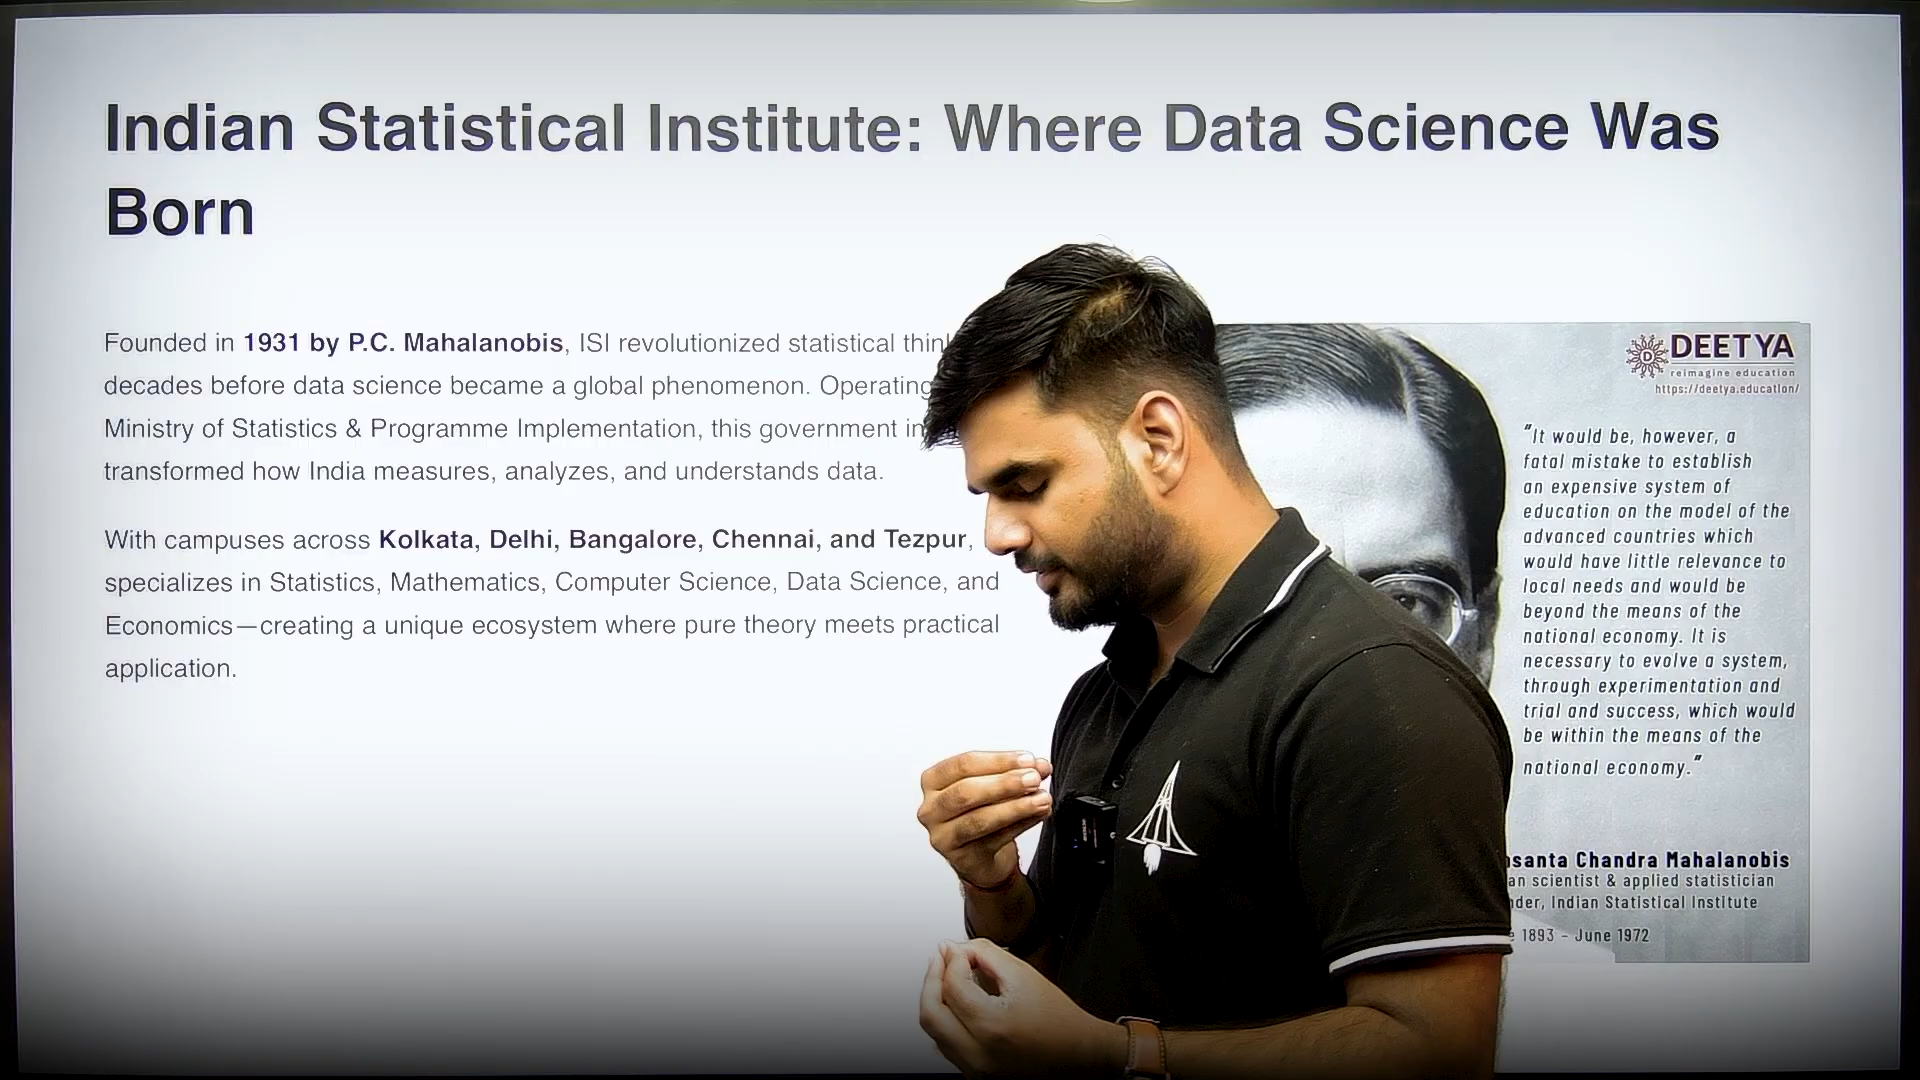 Indian Statistical Institute: Where Data Science Was
Born
Founded in 1931 by P.C. Mahalanobis, ISI revolutionized statistical
decades before data science became a global phenomenon. Operating
Ministry of Statistics & Programme Implementation, this government
transformed how India measures, analyzes, and understands data.
With campuses across Kolkata, Delhi, Bangalore, Chennai, and Tezpur,
specializes in Statistics, Mathematics, Computer Science, Data Science, and
Economics—creating a unique ecosystem where pure theory meets practical
application.
DEETYA
reimagine education
https://deetya.education/
"It would be, however, a
fatal mistake to establish
an expensive system of
education on the model of the
advanced countries which
would have little relevance to
local needs and would be
beyond the means of the
national economy. It is
necessary to evolve a system,
through experimentation and
trial and success, which would
be within the means of the
national economy."
Chandra Mahalanobis
scientist & applied statistician
Indian Statistical Institute
1893 - June 1972